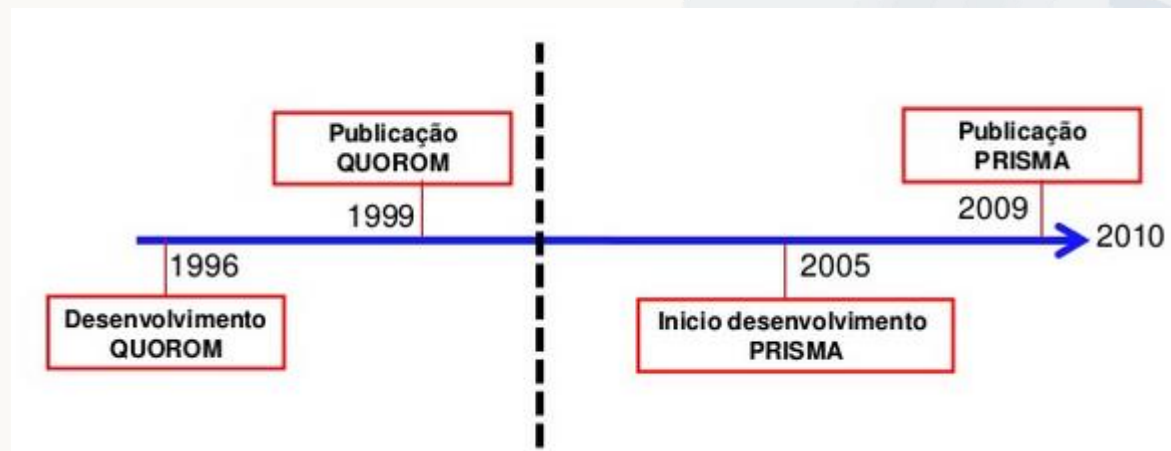 Publicação
QUOROM
Publicação
PRISMA
1999
2009
2010
1996
2005
Desenvolvimento
QUOROM
Inicio desenvolvimento
PRISMA